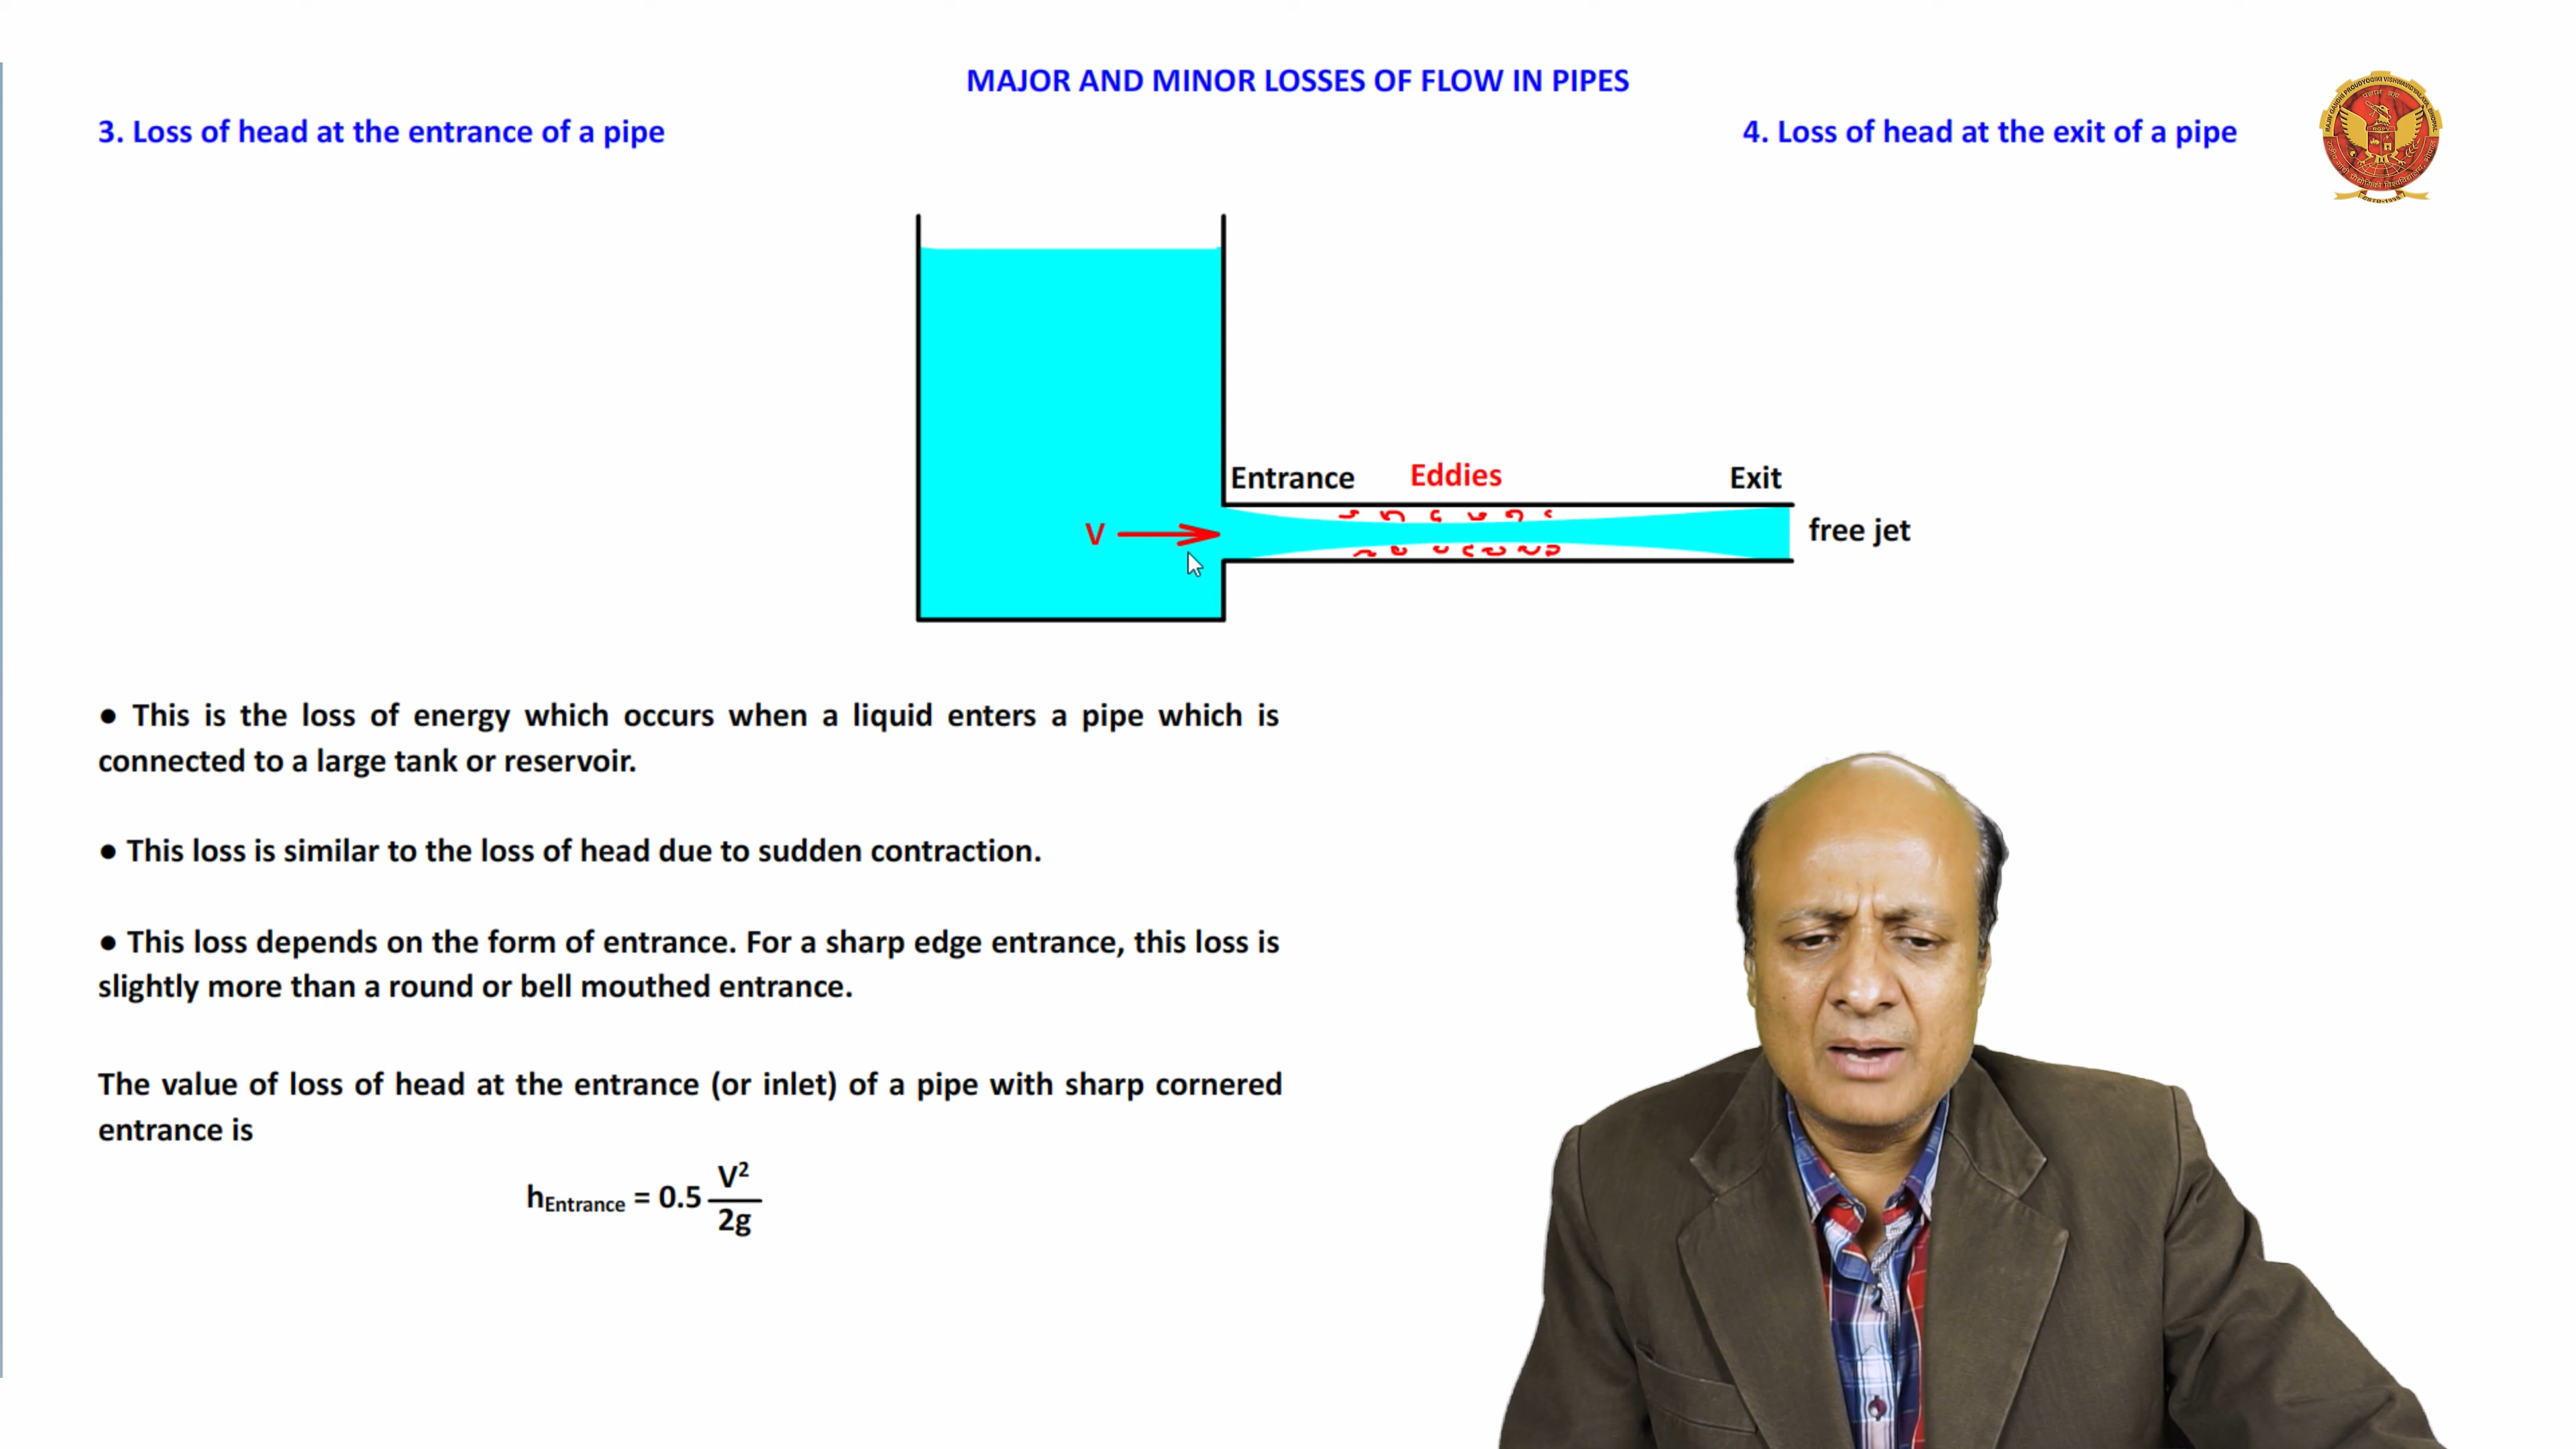 MAJOR AND MINOR LOSSES OF FLOW IN PIPES
3. Loss of head at the entrance of a pipe
4. Loss of head at the exit of a pipe
Entrance
Eddies
Exit
V
free jet
● This is the loss of energy which occurs when a liquid enters a pipe which is
connected to a large tank or reservoir.
● This loss is similar to the loss of head due to sudden contraction.
● This loss depends on the form of entrance. For a sharp edge entrance, this loss is
slightly more than a round or bell mouthed entrance.
The value of loss of head at the entrance (or inlet) of a pipe with sharp cornered
entrance is
hEntrance = 0.5 V²/2g